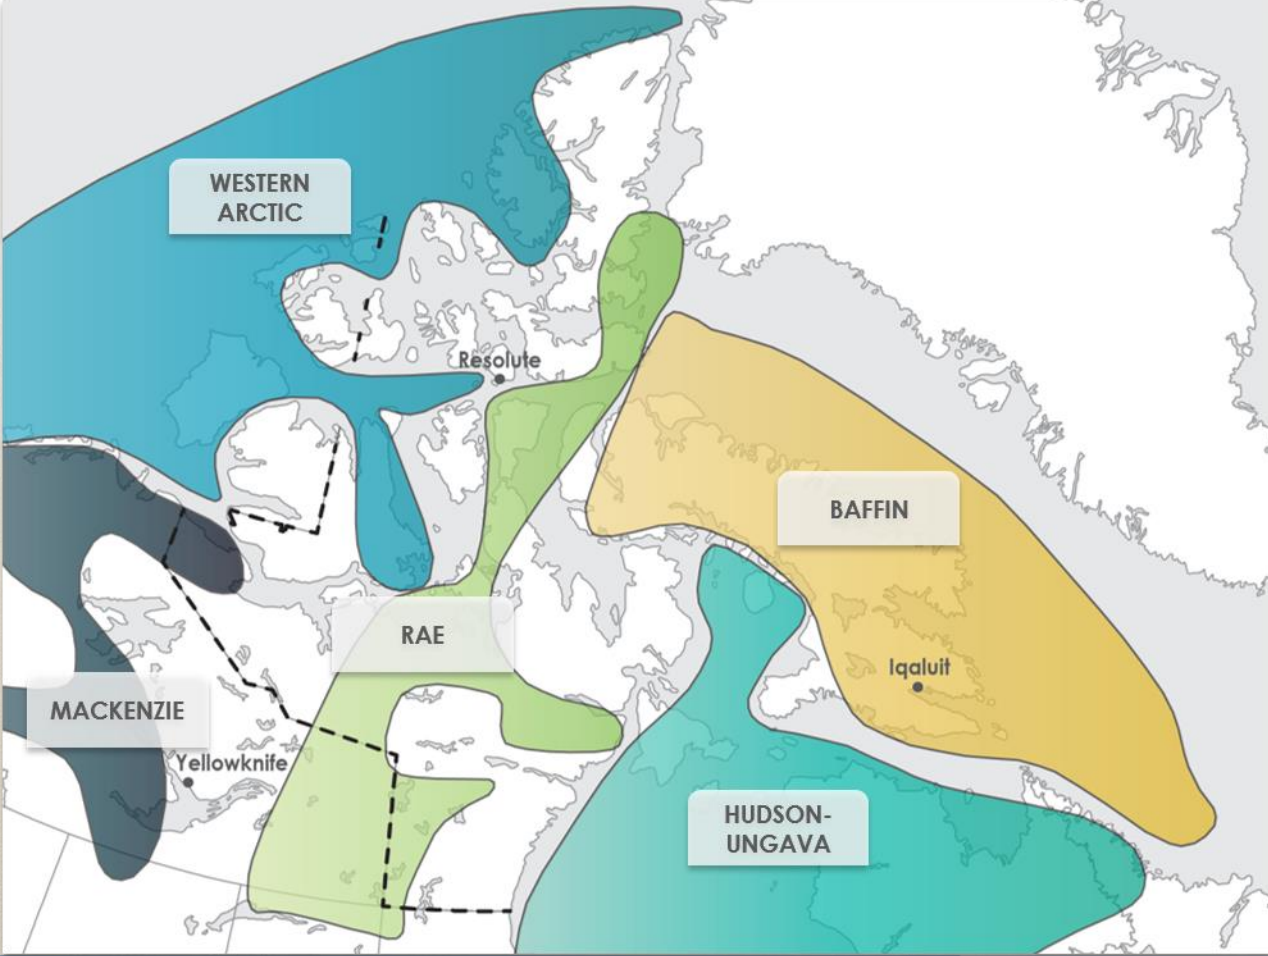 WESTERN
ARCTIC
Resolute
BAFFIN
RAE
Iqaluit
MACKENZIE
Yellowknife
HUDSON-
UNGAVA